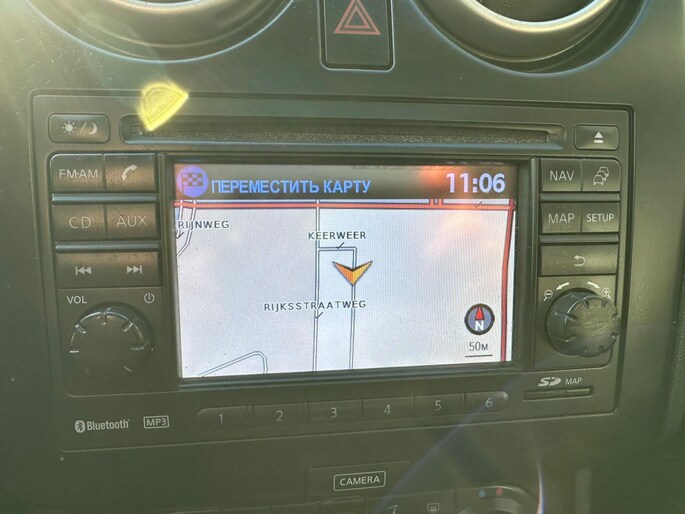 FM·AM
CD
AUX
VOL
ПЕРЕМЕСТИТЬ КАРТУ
11:06
RIJNWEG
KEERWEER
RIJKSSTRAATWEG
N
50м
NAV
MAP
SETUP
SD MAP
Bluetooth
MP3
1 2 3 4 5 6
CAMERA